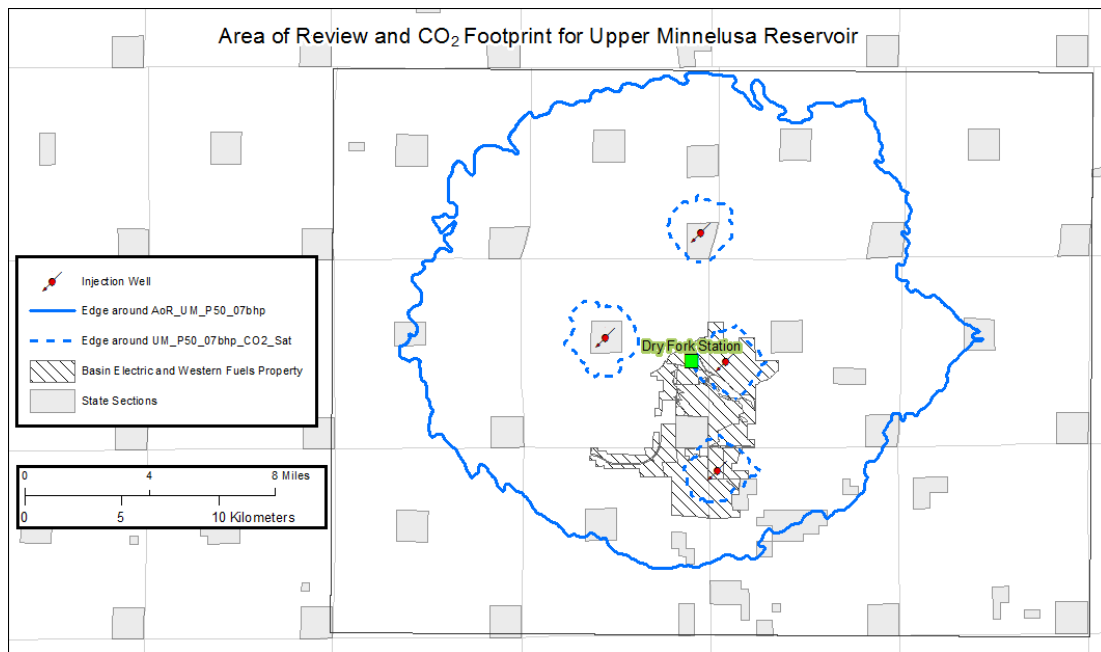 Area of Review and CO₂ Footprint for Upper Minnelusa Reservoir
Dry Fork Station
Injection Well
Edge around AoR_UM_P50_07bhp
Edge around UM_P50_07bhp_CO2_Sat
Basin Electric and Western Fuels Property
State Sections
0 4 8 Miles
0 5 10 Kilometers